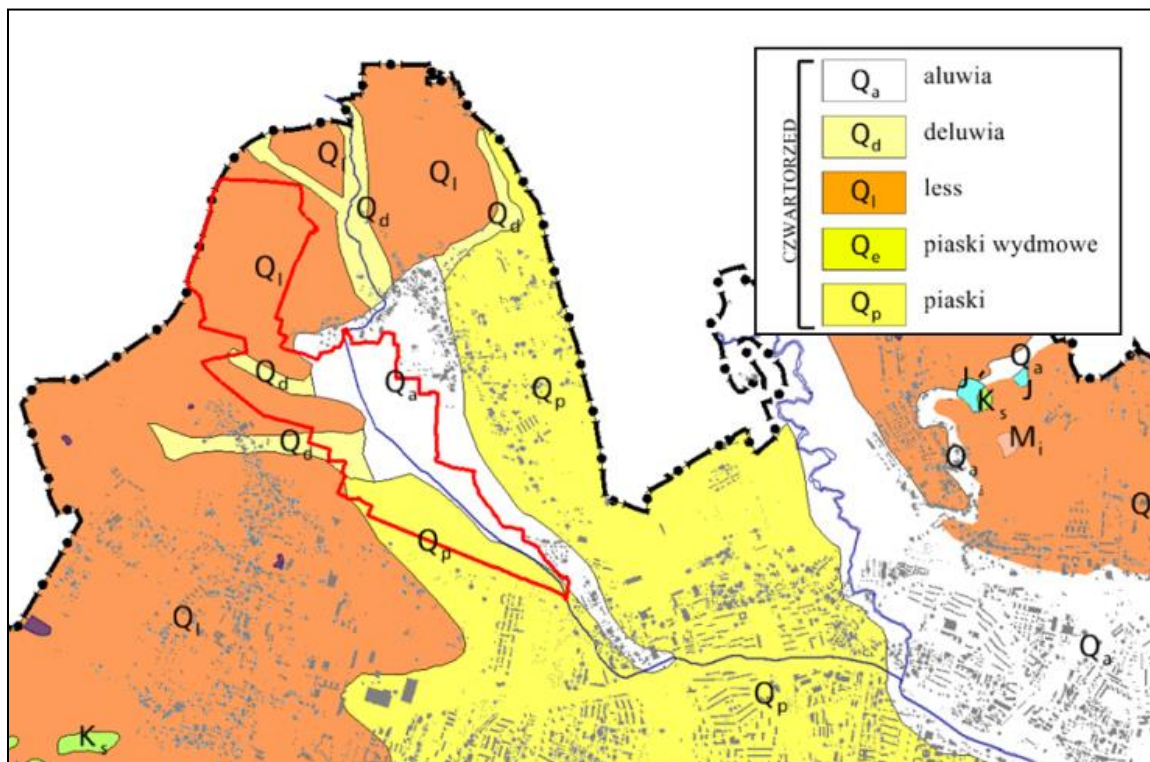 CZWARTORZED
Qa aluwia
Qd deluwia
Ql less
Qe piaski wydmowe
Qp piaski
Ql
Ql
Qd
Qd
Ql
Qa
J
J
Ks
Qa
Qd
Qp
Mi
Qd
Qa
Q
Qp
Ql
Qa
Qp
Ks